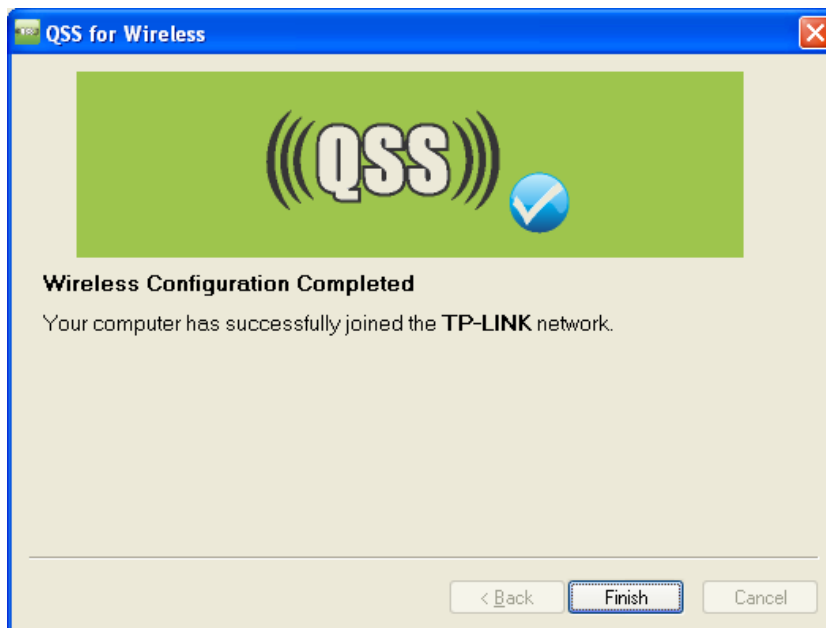 QSS for Wireless
(((QSS)))
Wireless Configuration Completed
Your computer has successfully joined the TP-LINK network.
< Back Finish Cancel